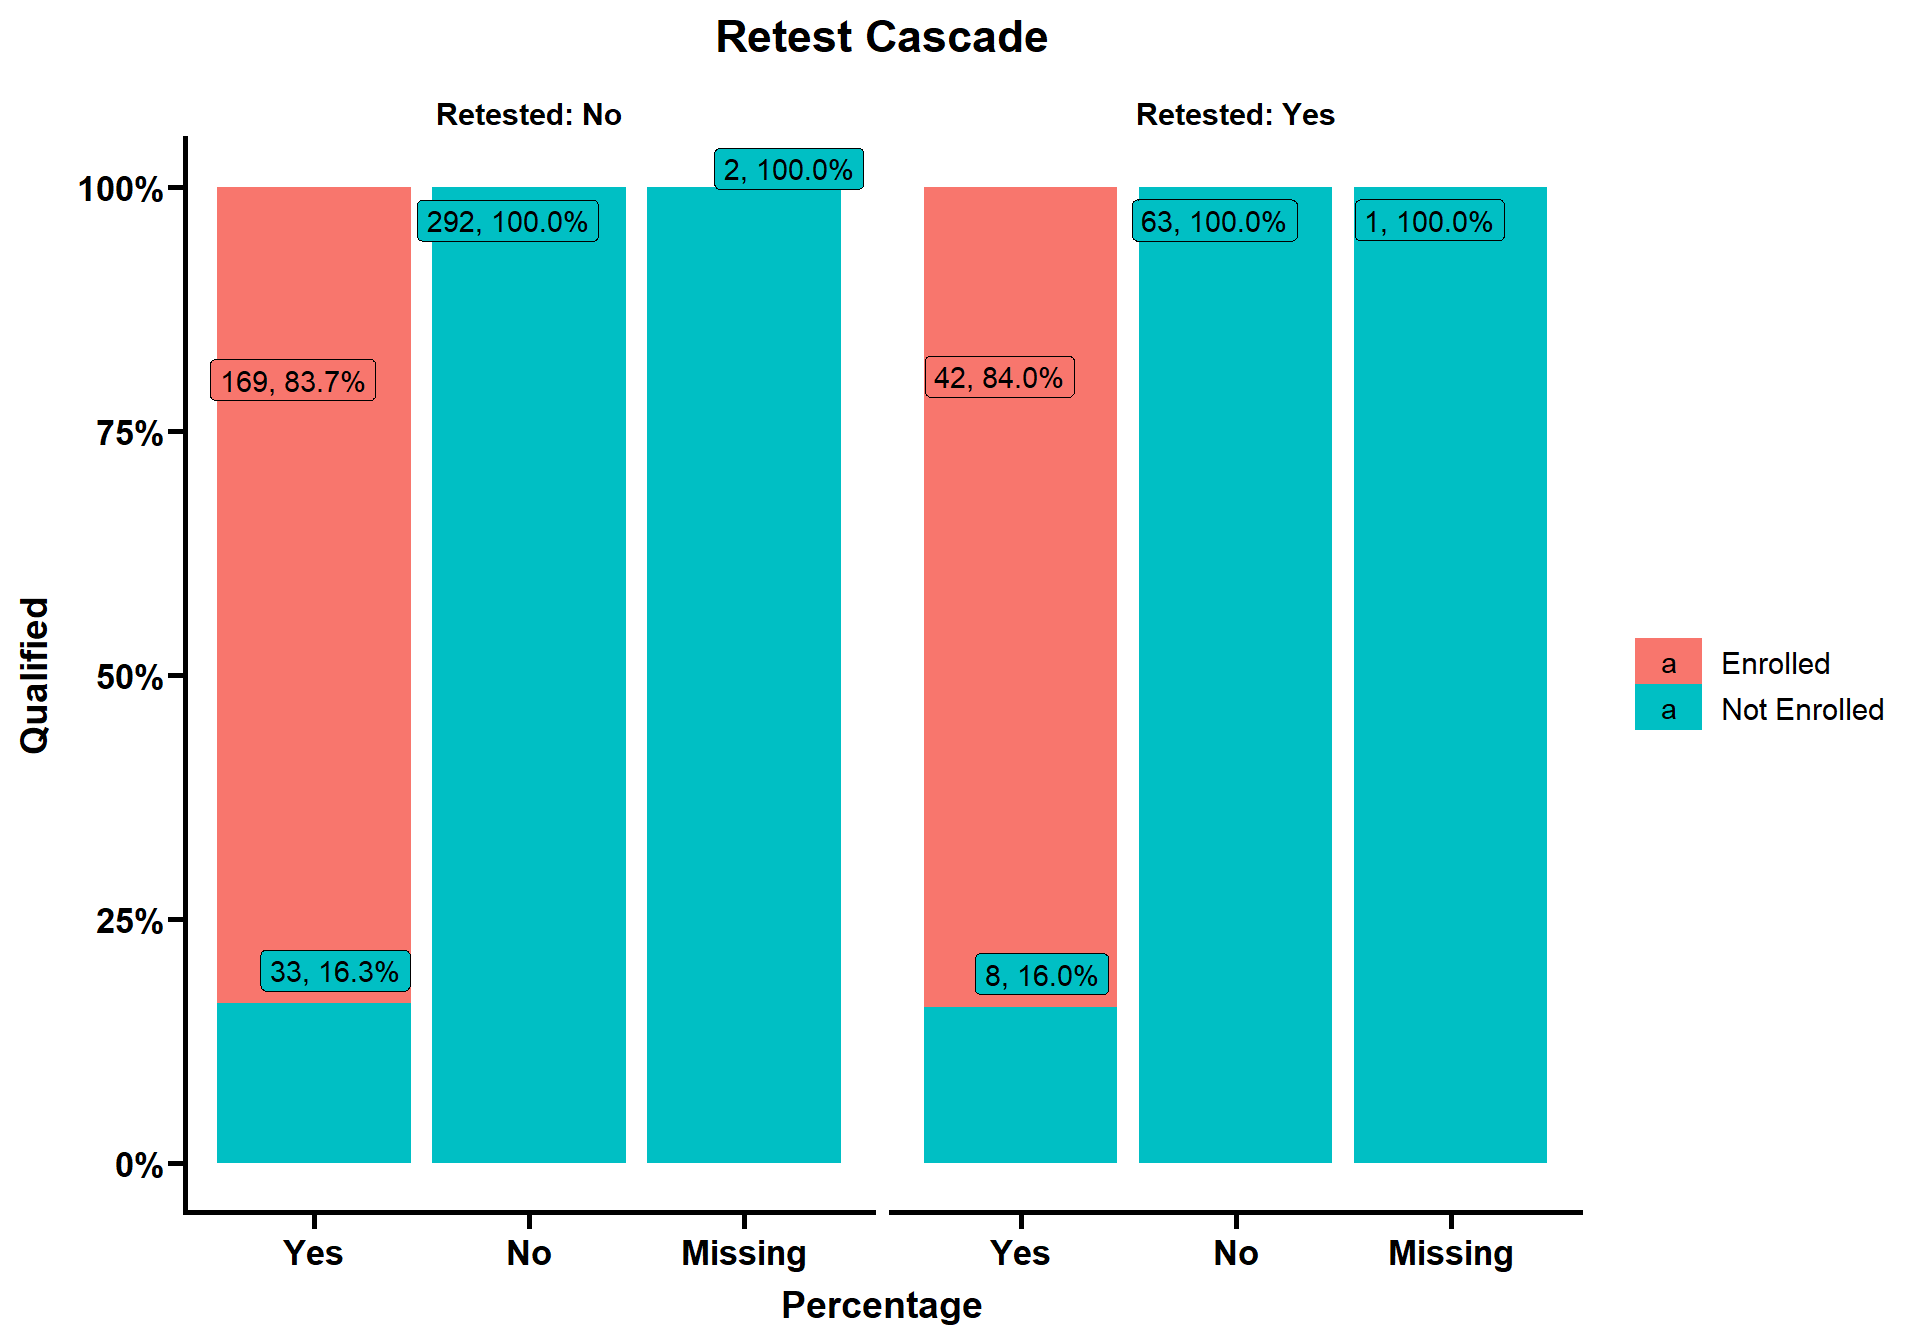 Retest Cascade
Retested: No
Retested: Yes
100%
75%
50%
25%
0%
Qualified
2, 100.0%
292, 100.0%
169, 83.7%
33, 16.3%
63, 100.0%
1, 100.0%
42, 84.0%
8, 16.0%
Yes
No
Missing
Yes
No
Missing
Percentage
a Enrolled
a Not Enrolled